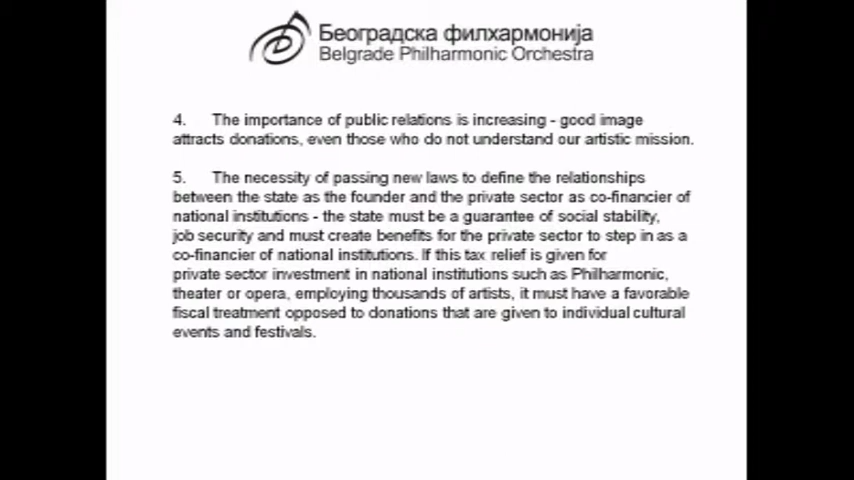 Београдска филхармонија
Belgrade Philharmonic Orchestra
4. The importance of public relations is increasing - good image
attracts donations, even those who do not understand our artistic mission.
5. The necessity of passing new laws to define the relationships
between the state as the founder and the private sector as co-financier of
national institutions - the state must be a guarantee of social stability,
job security and must create benefits for the private sector to step in as a
co-financier of national institutions. If this tax relief is given for
private sector investment in national institutions such as Philharmonic,
theater or opera, employing thousands of artists, it must have a favorable
fiscal treatment opposed to donations that are given to individual cultural
events and festivals.